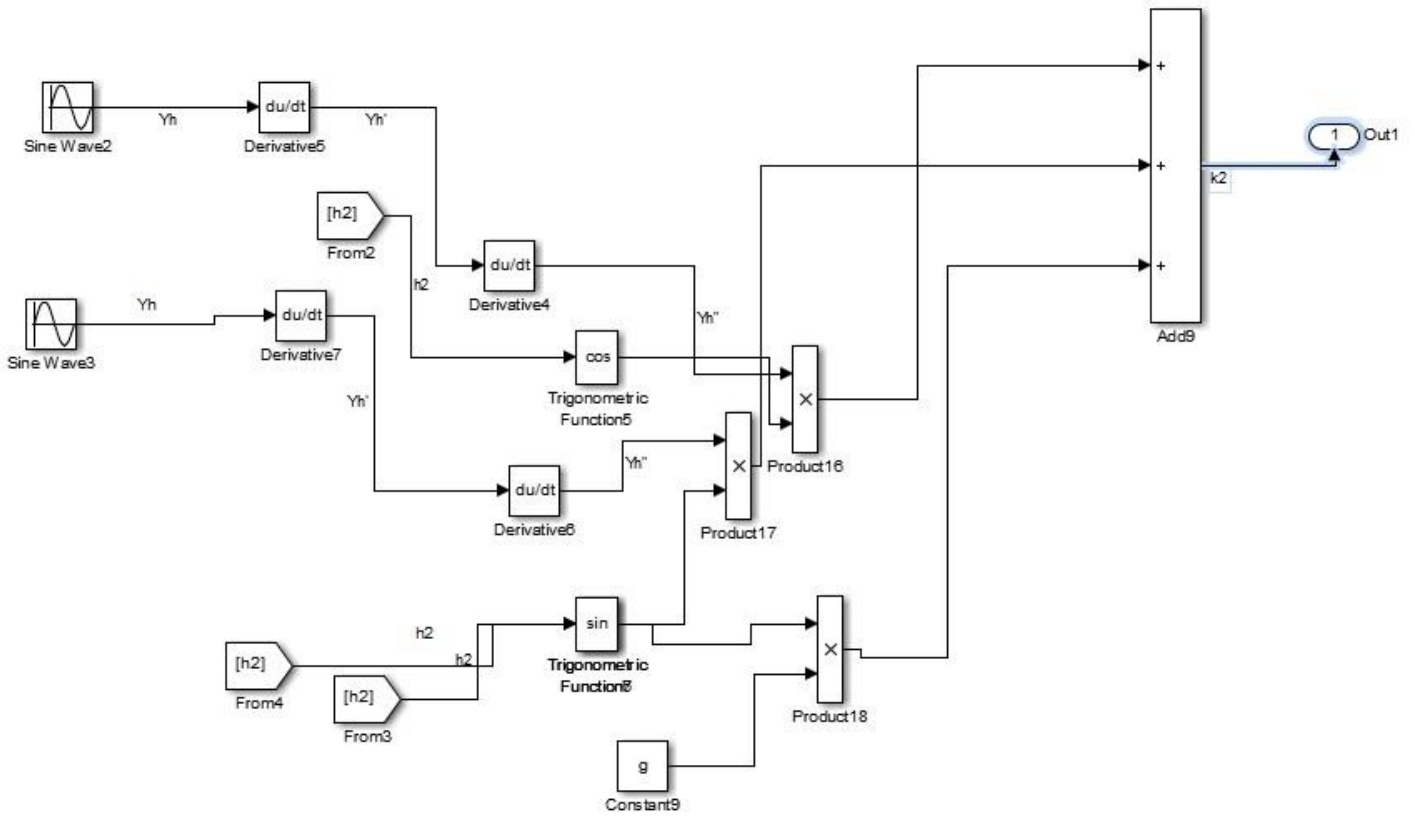 +
du/dt
1
Out1
Yh
Yh'
Sine Wave2
Derivative5
+
k2
[h2]
From2
du/dt
+
h2
Derivative4
Yh
du/dt
Yh''
Add9
Sine Wave3
Derivative7
cos
Yh'
Trigonometric
Function5
×
Product16
Yh''
×
du/dt
Derivative6
Product17
sin
h2
[h2]
h2
×
Trigonometric
From4
[h2]
Product18
From3
g
Constant9